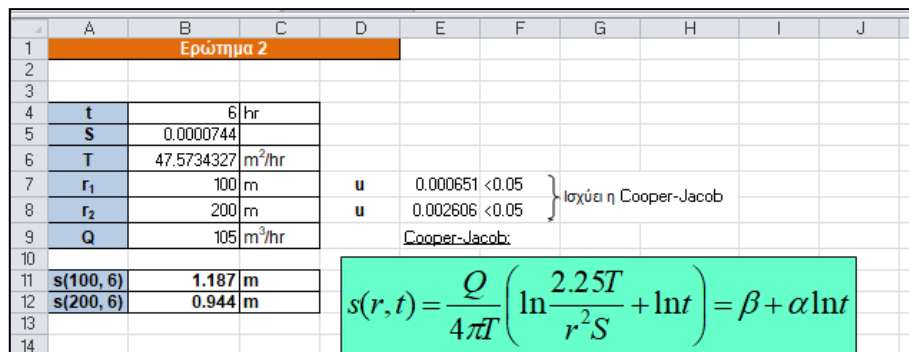 A B C D E F G H I J
1 Ερώτημα 2
2
3
4 t 6 hr
5 S 0.0000744
6 T 47.5734327 m²/hr
7 r₁ 100 m u 0.000651 <0.05
Ισχύει η Cooper-Jacob
8 r₂ 200 m u 0.002606 <0.05
9 Q 105 m³/hr Cooper-Jacob:
10
11 s(100, 6) 1.187 m
12 s(200, 6) 0.944 m
s(r,t) = Q/4πT (ln 2.25T/r²S + ln t) = β + α ln t
13
14